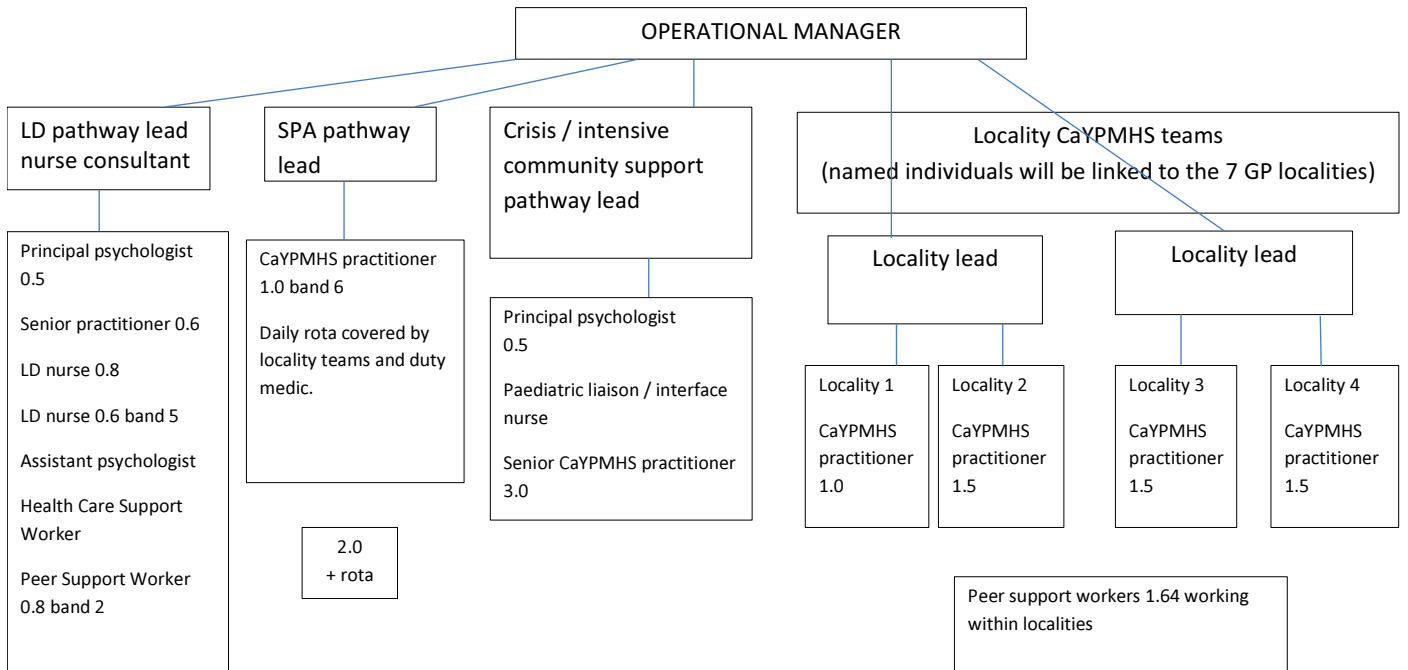 OPERATIONAL MANAGER
LD pathway lead
nurse consultant
SPA pathway
lead
Crisis / intensive
community support
pathway lead
Locality CaYPMHS teams
(named individuals will be linked to the 7 GP localities)
Locality lead
Locality lead
Principal psychologist
0.5
Senior practitioner 0.6
LD nurse 0.8
LD nurse 0.6 band 5
Assistant psychologist
Health Care Support
Worker
Peer Support Worker
0.8 band 2
CaYPMHS practitioner
1.0 band 6
Daily rota covered by
locality teams and duty
medic.
2.0
+ rota
Principal psychologist
0.5
Paediatric liaison / interface
nurse
Senior CaYPMHS practitioner
3.0
Locality 1
CaYPMHS
practitioner
1.0
Locality 2
CaYPMHS
practitioner
1.5
Locality 3
CaYPMHS
practitioner
1.5
Locality 4
CaYPMHS
practitioner
1.5
Peer support workers 1.64 working
within localities